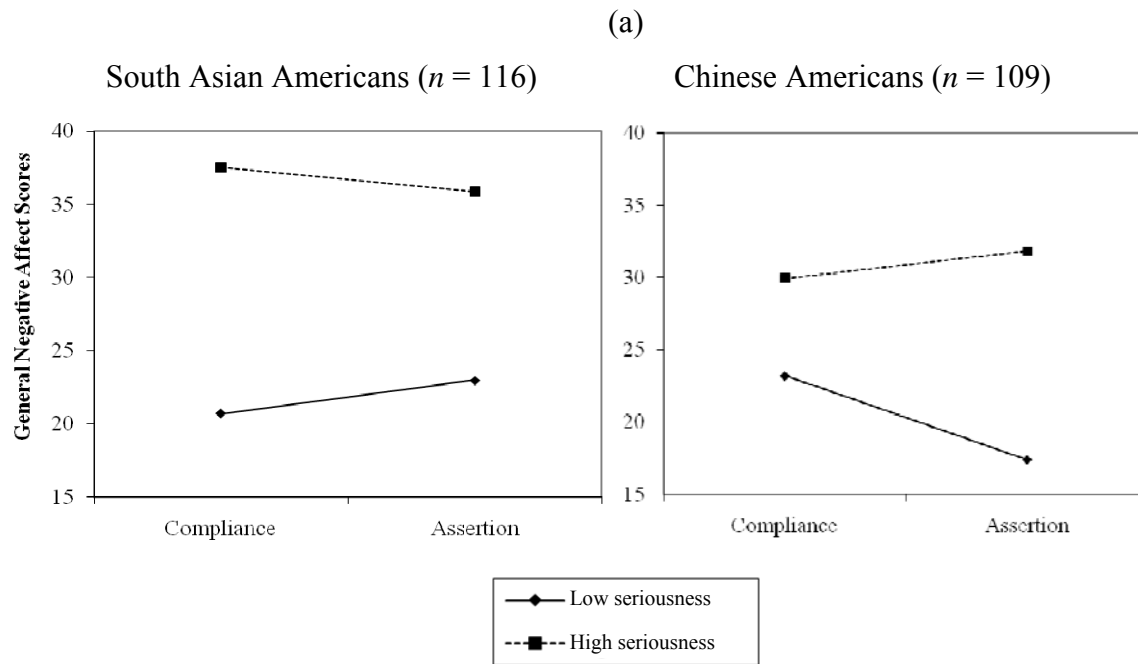 (a)
South Asian Americans (n = 116)
Chinese Americans (n = 109)
General Negative Affect Scores
40
35
30
25
20
15
Compliance
Assertion
40
35
30
25
20
15
Compliance
Assertion
Low seriousness
High seriousness